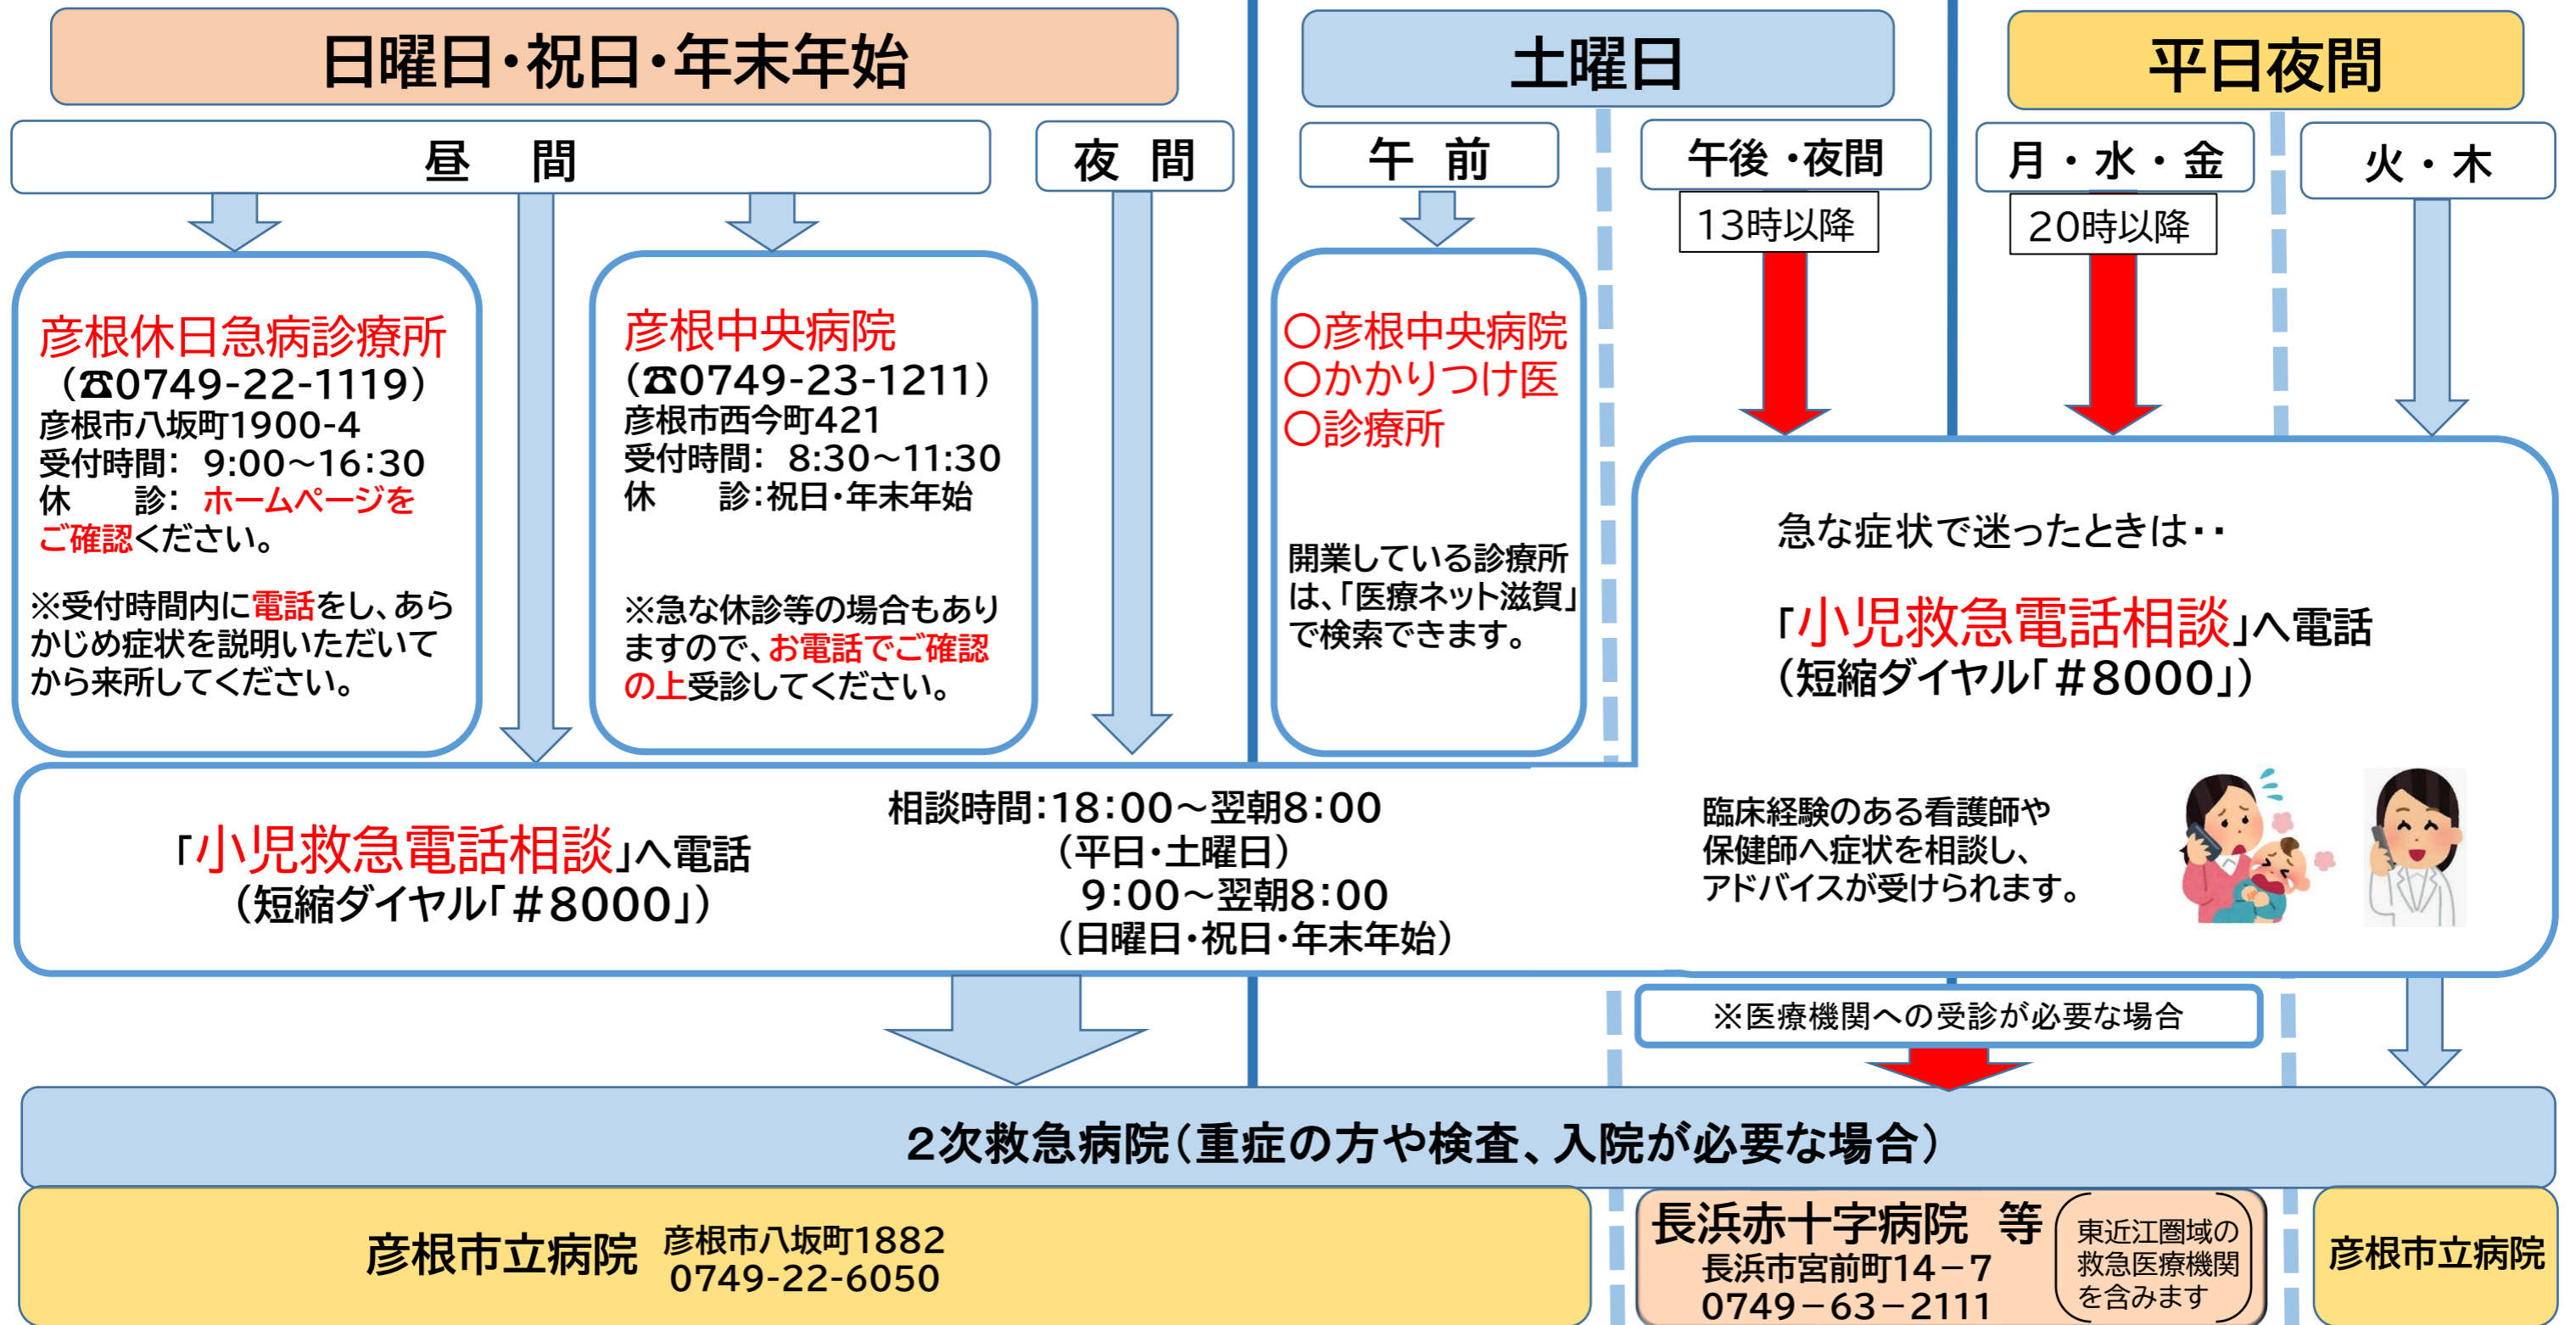 日曜日・祝日・年末年始
昼　間
夜 間
彦根休日急病診療所
（☎0749-22-1119）
彦根市八坂町1900-4
受付時間： 9:00～16：30
休　　診： ホームページを
ご確認ください。
※受付時間内に電話をし、あら
かじめ症状を説明いただいて
から来所してください。
彦根中央病院
（☎0749-23-1211）
彦根市西今町421
受付時間： 8:30～11:30
休　　診：祝日・年末年始
※急な休診等の場合もあり
ますので、お電話でご確認
の上受診してください。
土曜日
午 前
午後・夜間
13時以降
〇彦根中央病院
〇かかりつけ医
〇診療所
開業している診療所
は、「医療ネット滋賀」
で検索できます。
平日夜間
月・水・金
20時以降
火・木
急な症状で迷ったときは・・
「小児救急電話相談」へ電話
（短縮ダイヤル「＃8000」）
臨床経験のある看護師や
保健師へ症状を相談し、
アドバイスが受けられます。
「小児救急電話相談」へ電話
（短縮ダイヤル「＃8000」）
相談時間：18：00～翌朝8：00
（平日・土曜日）
9：00～翌朝8：00
（日曜日・祝日・年末年始）
※医療機関への受診が必要な場合
２次救急病院（重症の方や検査、入院が必要な場合）
彦根市立病院
彦根市八坂町1882
0749-22-6050
長浜赤十字病院 等
長浜市宮前町14－7
0749－63－2111
東近江圏域の
救急医療機関
を含みます
彦根市立病院